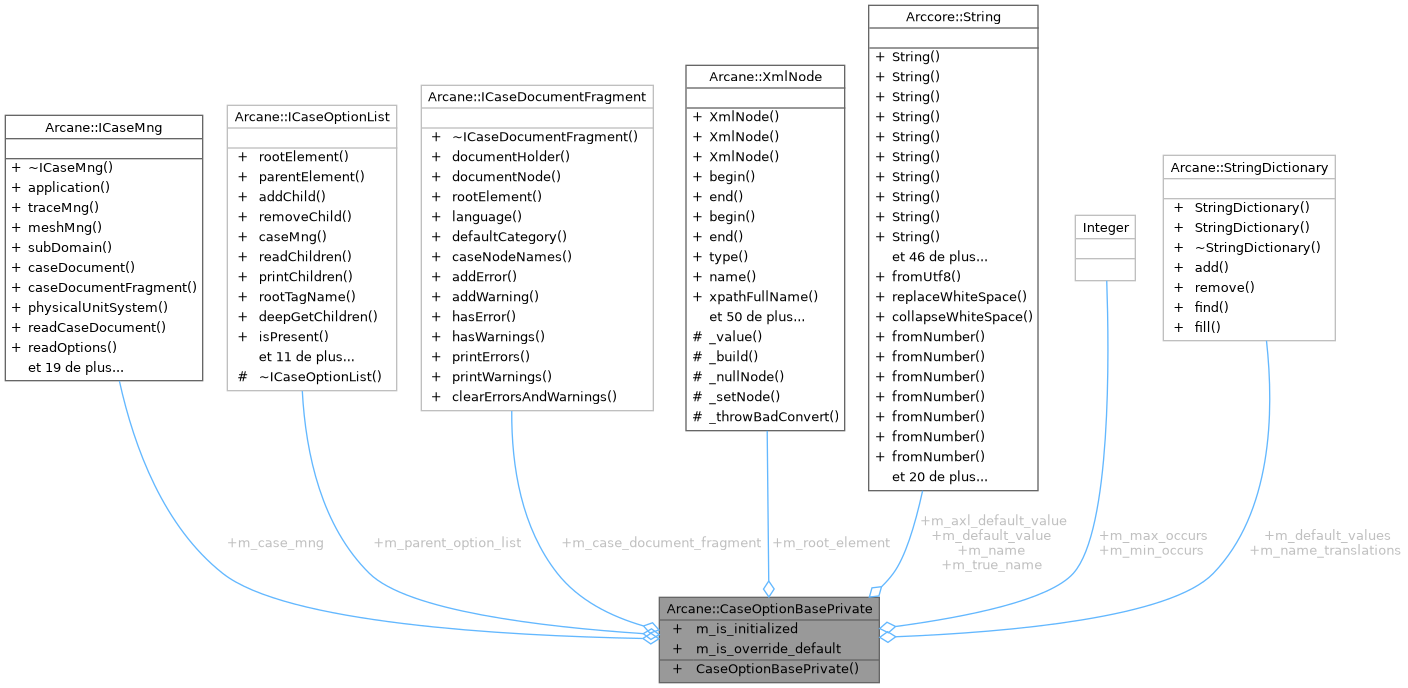 Arcane::ICaseMng
+ ~ICaseMng()
+ application()
+ traceMng()
+ meshMng()
+ subDomain()
+ caseDocument()
+ caseDocumentFragment()
+ physicalUnitSystem()
+ readCaseDocument()
+ readOptions()
et 19 de plus...
Arcane::ICaseOptionList
+ rootElement()
+ parentElement()
+ addChild()
+ removeChild()
+ caseMng()
+ readChildren()
+ printChildren()
+ rootTagName()
+ deepGetChildren()
+ isPresent()
et 11 de plus...
# ~ICaseOptionList()
Arcane::ICaseDocumentFragment
+ ~ICaseDocumentFragment()
+ documentHolder()
+ documentNode()
+ rootElement()
+ language()
+ defaultCategory()
+ caseNodeNames()
+ addError()
+ addWarning()
+ hasError()
+ hasWarnings()
+ printErrors()
+ printWarnings()
+ clearErrorsAndWarnings()
Arcane::XmlNode
+ XmlNode()
+ XmlNode()
+ XmlNode()
+ begin()
+ end()
+ begin()
+ end()
+ type()
+ name()
+ xpathFullName()
et 50 de plus...
# _value()
# _build()
# _nullNode()
# _setNode()
# _throwBadConvert()
Arccore::String
+ String()
+ String()
+ String()
+ String()
+ String()
+ String()
+ String()
+ String()
+ String()
+ String()
et 46 de plus...
+ fromUtf8()
+ replaceWhiteSpace()
+ collapseWhiteSpace()
+ fromNumber()
+ fromNumber()
+ fromNumber()
+ fromNumber()
+ fromNumber()
+ fromNumber()
+ fromNumber()
et 20 de plus...
Integer
Arcane::StringDictionary
+ StringDictionary()
+ StringDictionary()
+ ~StringDictionary()
+ add()
+ remove()
+ find()
+ fill()
+m_case_mng
+m_parent_option_list
+m_case_document_fragment
+m_root_element
+m_axl_default_value
+m_default_value
+m_name
+m_true_name
+m_max_occurs
+m_min_occurs
+m_default_values
+m_name_translations
Arcane::CaseOptionBasePrivate
+ m_is_initialized
+ m_is_override_default
+ CaseOptionBasePrivate()